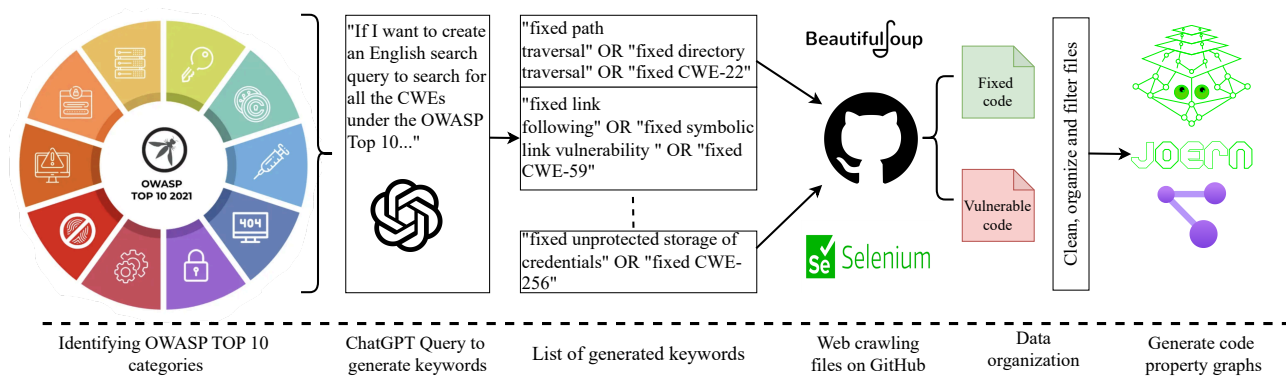 OWASP
TOP 10 2021
404
"If I want to create
an English search
query to search for
all the CWEs
under the OWASP
Top 10..."
"fixed path
traversal" OR "fixed directory
traversal" OR "fixed CWE-22"
"fixed link
following" OR "fixed symbolic
link vulnerability " OR "fixed
CWE-59"
"fixed unprotected storage of
credentials" OR "fixed CWE-
256"
BeautifulSoup
Se Selenium
Fixed
code
Vulnerable
code
Clean, organize and filter files
JOERN
Identifying OWASP TOP 10
categories
ChatGPT Query to
generate keywords
List of generated keywords
Web crawling
files on GitHub
Data
organization
Generate code
property graphs